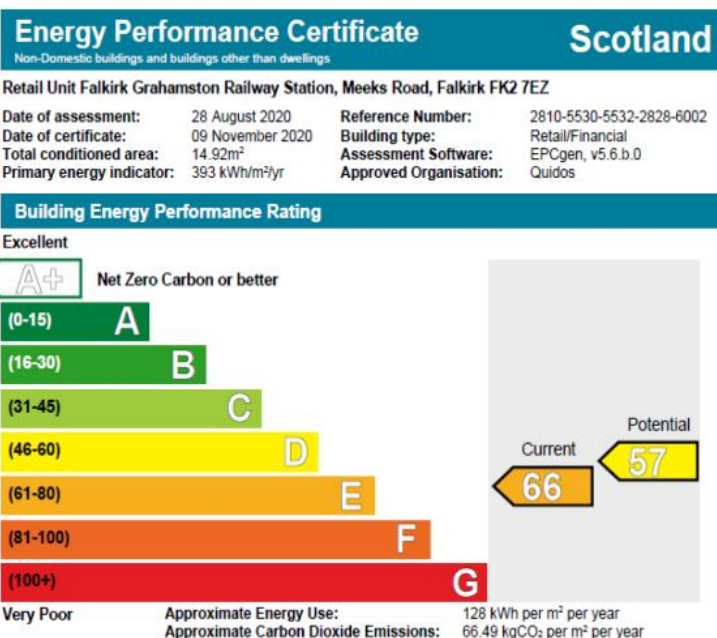 Energy Performance Certificate
Scotland
Non-Domestic buildings and buildings other than dwellings
Retail Unit Falkirk Grahamston Railway Station, Meeks Road, Falkirk FK2 7EZ
Date of assessment: 28 August 2020 Reference Number: 2810-5530-5532-2828-6002
Date of certificate: 09 November 2020 Building type: Retail/Financial
Total conditioned area: 14.92m² Assessment Software: EPCgen, v5.6.b.0
Primary energy indicator: 393 kWh/m²/yr Approved Organisation: Quidos
Building Energy Performance Rating
Excellent
A+ Net Zero Carbon or better
(0-15) A
(16-30) B
(31-45) C
Potential
(46-60) D Current 57
(61-80) E 66
(81-100) F
(100+) G
Very Poor Approximate Energy Use: 128 kWh per m² per year
Approximate Carbon Dioxide Emissions: 66.49 kgCO₂ per m² per year